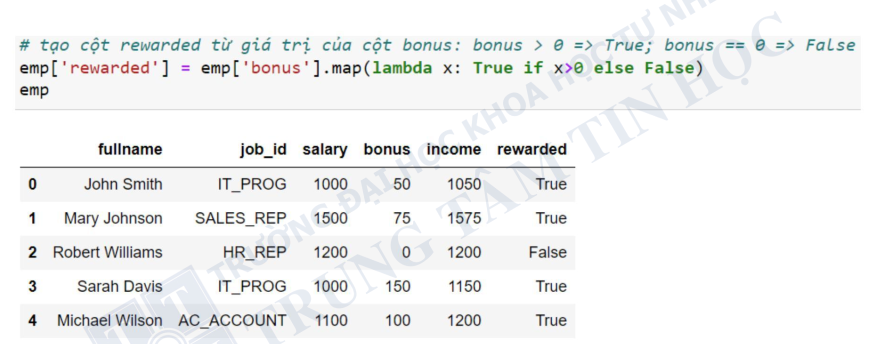 # tạo cột rewarded từ giá trị của cột bonus: bonus > 0 => True; bonus == 0 => False
emp['rewarded'] = emp['bonus'].map(lambda x: True if x>0 else False)
emp
fullname job_id salary bonus income rewarded
0 John Smith IT_PROG 1000 50 1050 True
1 Mary Johnson SALES_REP 1500 75 1575 True
2 Robert Williams HR_REP 1200 0 1200 False
3 Sarah Davis IT_PROG 1000 150 1150 True
4 Michael Wilson AC_ACCOUNT 1100 100 1200 True
TRƯỜNG ĐẠI HỌC KHOA HỌC TỰ NHI
TRUNG TÂM TIN HỌC